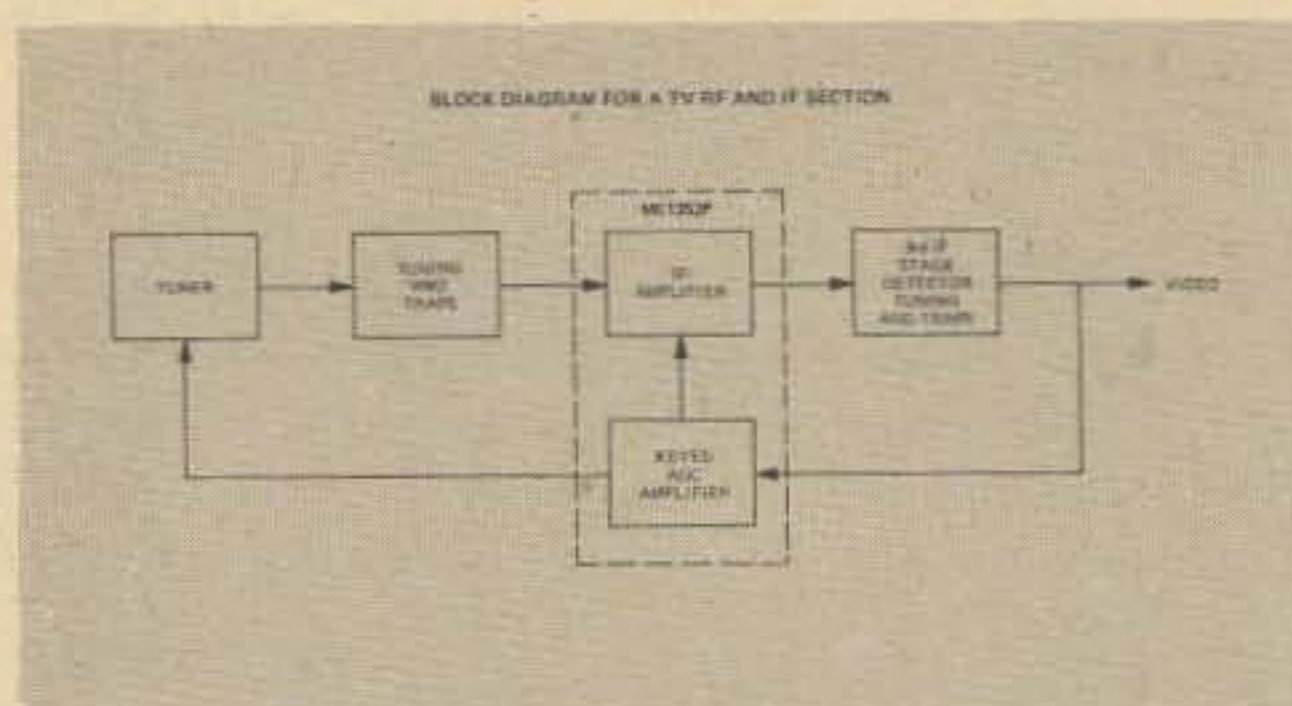 BLOCK DIAGRAM FOR A TV RF AND IF SECTION
MC1352P
TUNER
TUNING
AND
TRAPS
IF
AMPLIFIER
IF
STAGE
DETECTOR
TUNING
AND TRAPS
VIDEO
KEYED
AGC
AMPLIFIER